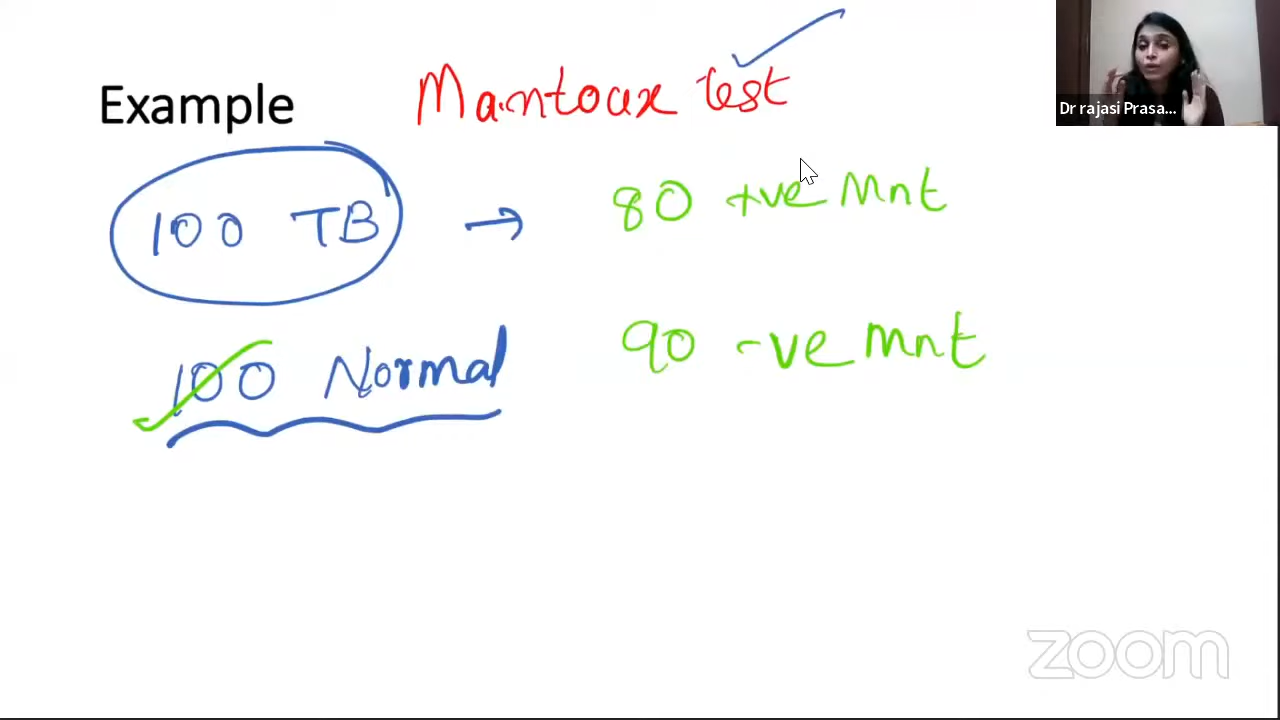 Example Mantoux test
Dr rajasi Prasa...
100 TB → 80 +ve Mnt
100 Normal 90 -ve Mnt
zoom